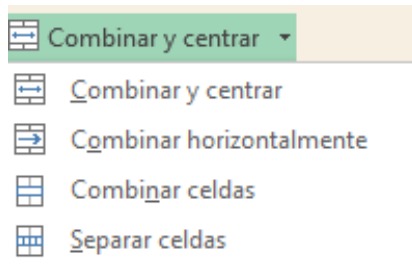 Combinar y centrar
Combinar y centrar
Combinar horizontalmente
Combinar celdas
Separar celdas